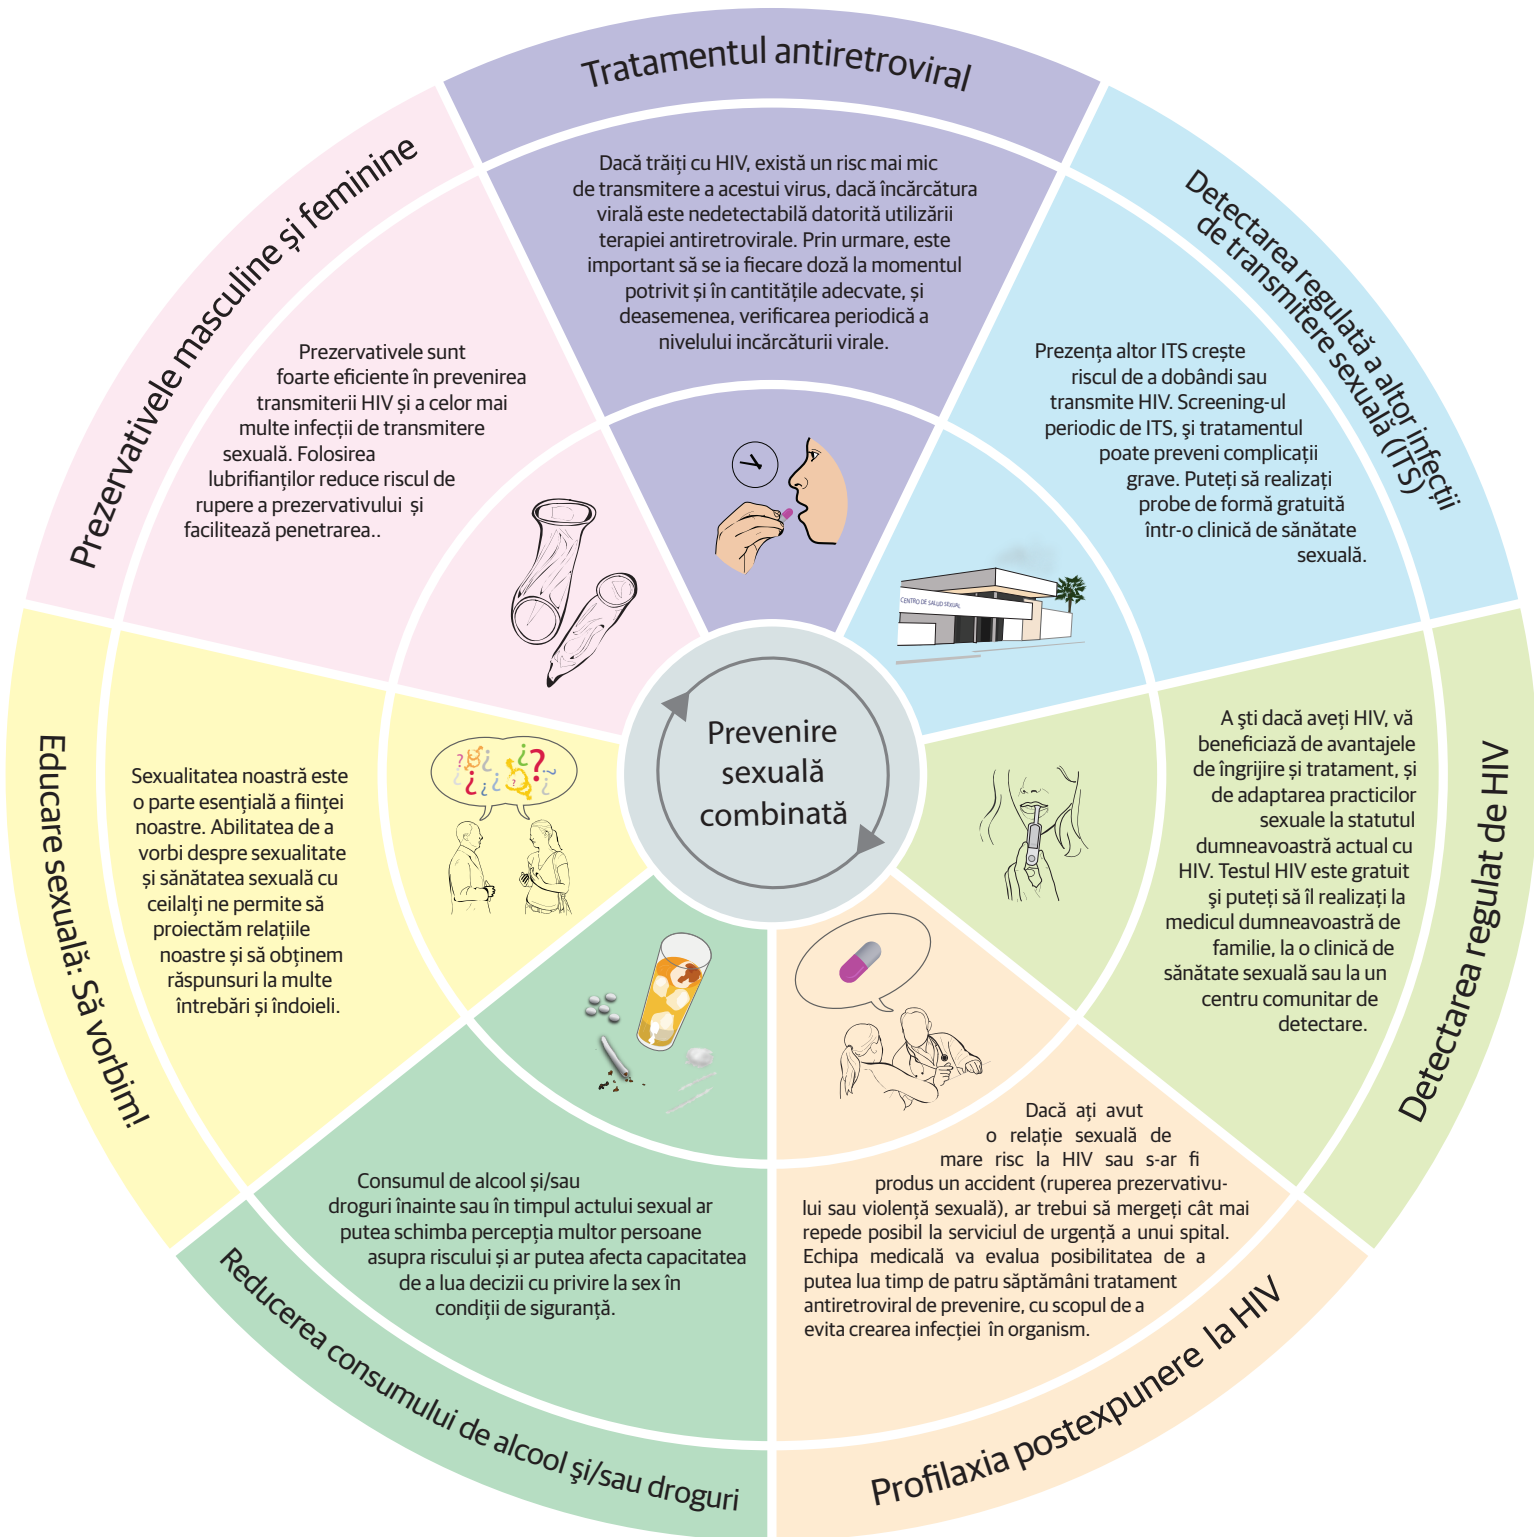 Tratamentul antiretroviral
Dacă trăiți cu HIV, există un risc mai mic
de transmitere a acestui virus, dacă încărcătura
virală este nedetectabilă datorită utilizării
terapiei antiretrovirale. Prin urmare, este
important să se ia fiecare doză la momentul
potrivit și în cantitățile adecvate, și
deasemenea, verificarea periodică a
nivelului incărcăturii virale.
Detectarea regulată a altor infecții
de transmitere sexuală (ITS)
Prezența altor ITS crește
riscul de a dobândi sau
transmite HIV. Screening-ul
periodic de ITS, şi tratamentul
poate preveni complicații
grave. Puteți să realizați
probe de formă gratuită
într-o clinică de sănătate
sexuală.
CENTRO DE SALUD SEXUAL
Detectarea regulat de HIV
A şti dacă aveți HIV, vă
beneficiază de avantajele
de îngrijire și tratament, și
de adaptarea practicilor
sexuale la statutul
dumneavoastră actual cu
HIV. Testul HIV este gratuit
şi puteți să îl realizați la
medicul dumneavoastră de
familie, la o clinică de
sănătate sexuală sau la un
centru comunitar de
detectare.
Profilaxia postexpunere la HIV
Dacă ați avut
o relație sexuală de
mare risc la HIV sau s-ar fi
produs un accident (ruperea prezervativu-
lui sau violență sexuală), ar trebui să mergeți cât mai
repede posibil la serviciul de urgență a unui spital.
Echipa medicală va evalua posibilitatea de a
putea lua timp de patru săptămâni tratament
antiretroviral de prevenire, cu scopul de a
evita crearea infecției în organism.
Reducerea consumului de alcool şi/sau droguri
Consumul de alcool și/sau
droguri înainte sau în timpul actului sexual ar
putea schimba percepția multor persoane
asupra riscului și ar putea afecta capacitatea
de a lua decizii cu privire la sex în
condiții de siguranță.
Educare sexuală: Să vorbim!
Sexualitatea noastră este
o parte esențială a ființei
noastre. Abilitatea de a
vorbi despre sexualitate
și sănătatea sexuală cu
ceilalți ne permite să
proiectăm relațiile
noastre și să obținem
răspunsuri la multe
întrebări și îndoieli.
Prezervativele masculine și feminine
Prezervativele sunt
foarte eficiente în prevenirea
transmiterii HIV și a celor mai
multe infecții de transmitere
sexuală. Folosirea
lubrifianților reduce riscul de
rupere a prezervativului și
facilitează penetrarea..
Prevenire
sexuală
combinată